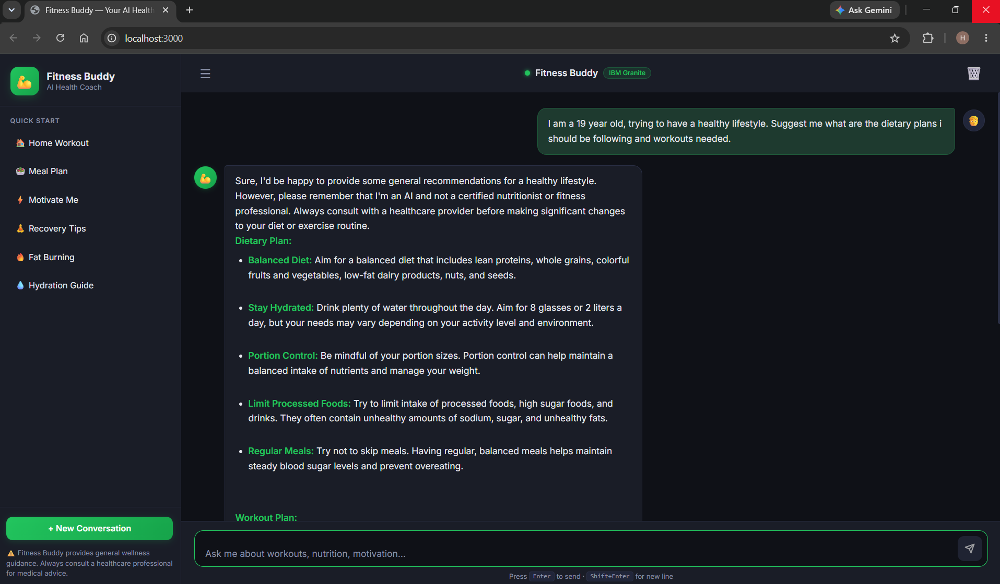 Fitness Buddy — Your AI Health
Ask Gemini
localhost:3000
H
Fitness Buddy
AI Health Coach
QUICK START
Home Workout
Meal Plan
Motivate Me
Recovery Tips
Fat Burning
Hydration Guide
+ New Conversation
Fitness Buddy provides general wellness
guidance. Always consult a healthcare professional
for medical advice.
Fitness Buddy IBM Granite
I am a 19 year old, trying to have a healthy lifestyle. Suggest me what are the dietary plans i
should be following and workouts needed.
Sure, I'd be happy to provide some general recommendations for a healthy lifestyle.
However, please remember that I'm an AI and not a certified nutritionist or fitness
professional. Always consult with a healthcare provider before making significant changes
to your diet or exercise routine.
Dietary Plan:
• Balanced Diet: Aim for a balanced diet that includes lean proteins, whole grains, colorful
fruits and vegetables, low-fat dairy products, nuts, and seeds.
• Stay Hydrated: Drink plenty of water throughout the day. Aim for 8 glasses or 2 liters a
day, but your needs may vary depending on your activity level and environment.
• Portion Control: Be mindful of your portion sizes. Portion control can help maintain a
balanced intake of nutrients and manage your weight.
• Limit Processed Foods: Try to limit intake of processed foods, high sugar foods, and
drinks. They often contain unhealthy amounts of sodium, sugar, and unhealthy fats.
• Regular Meals: Try not to skip meals. Having regular, balanced meals helps maintain
steady blood sugar levels and prevent overeating.
Workout Plan:
Ask me about workouts, nutrition, motivation...
Press Enter to send · Shift+Enter for new line